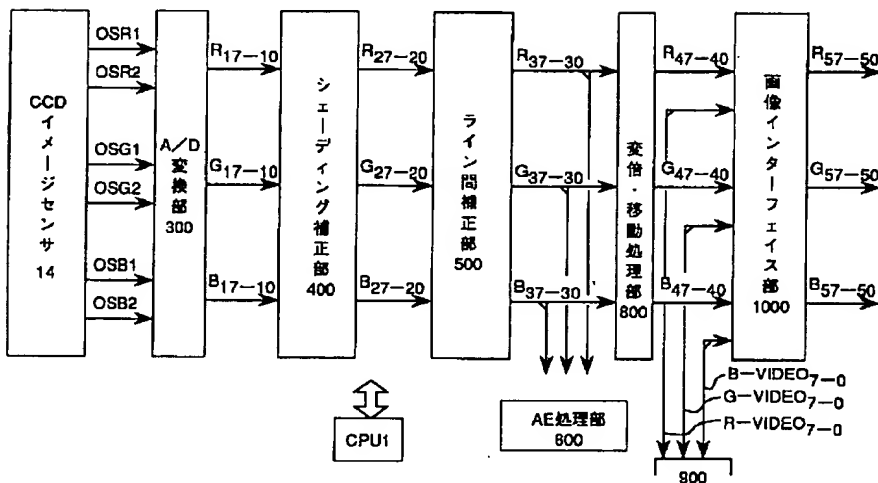 CCD
イメージセンサ
14
OSR1
OSR2
OSG1
OSG2
OSB1
OSB2
A/D
変換部
300
R17-10
G17-10
B17-10
シェーディング補正部
400
R27-20
G27-20
B27-20
ライン間補正部
500
R37-30
G37-30
B37-30
変倍・移動処理部
800
R47-40
G47-40
B47-40
画像インターフェイス部
1000
R57-50
G57-50
B57-50
CPU1
AE処理部
600
B-VIDEO7-0
G-VIDEO7-0
R-VIDEO7-0
900